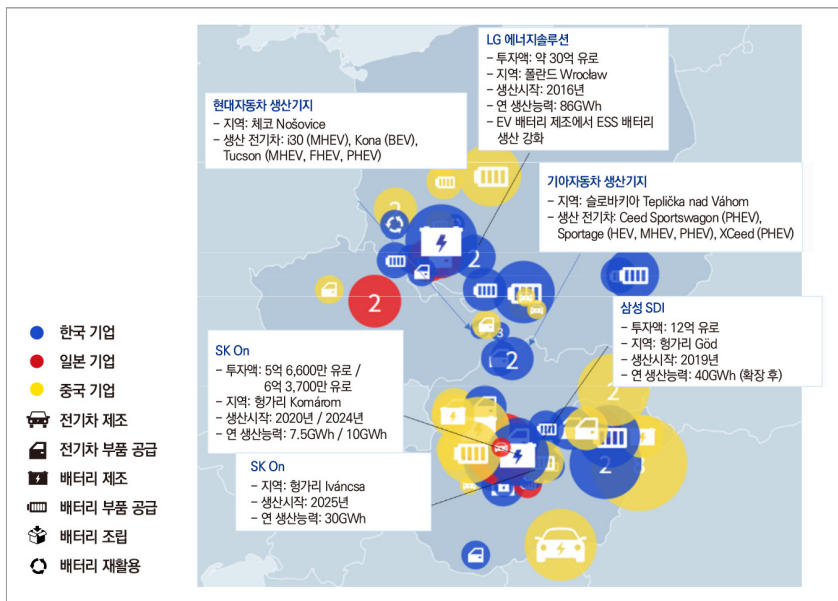 LG 에너지솔루션
- 투자액: 약 30억 유로
- 지역: 폴란드 Wrocław
- 생산시작: 2016년
- 연 생산능력: 86GWh
- EV 배터리 제조에서 ESS 배터리
생산 강화
현대자동차 생산기지
- 지역: 체코 Nošovice
- 생산 전기차: i30 (MHEV), Kona (BEV),
Tucson (MHEV, FHEV, PHEV)
기아자동차 생산기지
- 지역: 슬로바키아 Teplička nad Váhom
- 생산 전기차: Ceed Sportswagon (PHEV),
Sportage (HEV, MHEV, PHEV), XCeed (PHEV)
2
2
2
3
2
삼성 SDI
- 투자액: 12억 유로
- 지역: 헝가리 Göd
- 생산시작: 2019년
- 연 생산능력: 40GWh (확장 후)
SK On
- 투자액: 5억 6,600만 유로 /
6억 3,700만 유로
- 지역: 헝가리 Komárom
- 생산시작: 2020년 / 2024년
- 연 생산능력: 7.5GWh / 10GWh
2
2
3
SK On
- 지역: 헝가리 Iváncsa
- 생산시작: 2025년
- 연 생산능력: 30GWh
한국 기업
일본 기업
중국 기업
전기차 제조
전기차 부품 공급
배터리 제조
배터리 부품 공급
배터리 조립
배터리 재활용